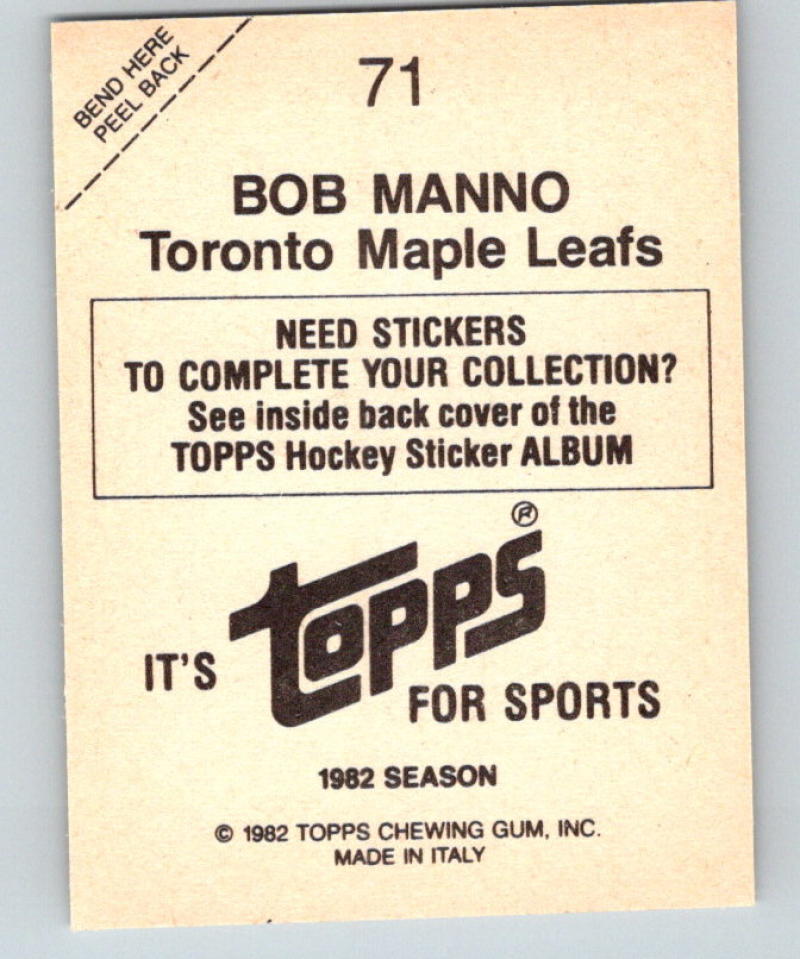 BEND HERE
PEEL BACK
71
BOB MANNO
Toronto Maple Leafs
NEED STICKERS
TO COMPLETE YOUR COLLECTION?
See inside back cover of the
TOPPS Hockey Sticker ALBUM
IT'S topps® FOR SPORTS
1982 SEASON
© 1982 TOPPS CHEWING GUM, INC.
MADE IN ITALY